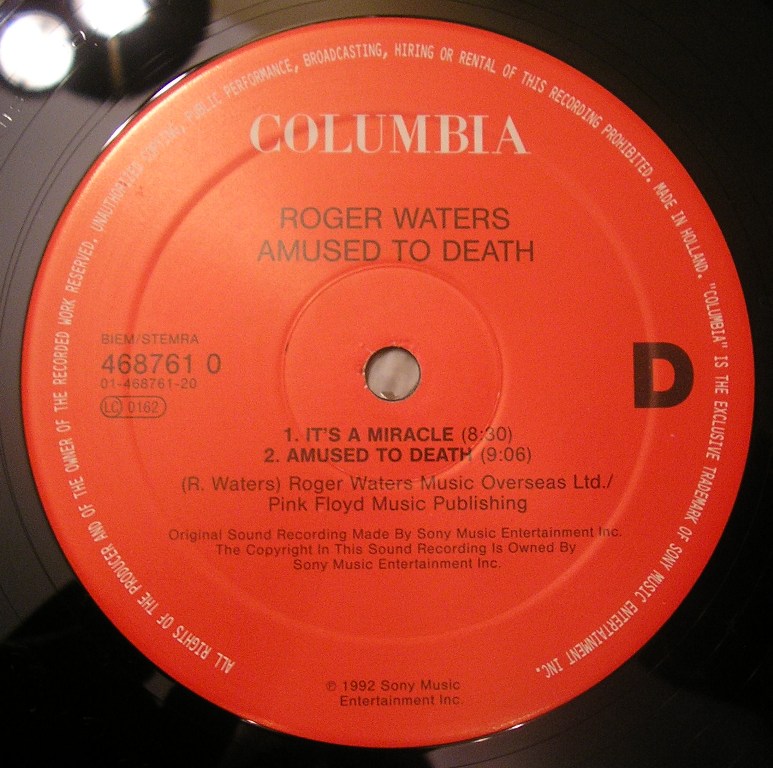 COLUMBIA
ROGER WATERS
AMUSED TO DEATH
BIEM/STEMRA
468761 0
01-468761-20
LC 0162
D
1. IT'S A MIRACLE (8:30)
2. AMUSED TO DEATH (9:06)
(R. Waters) Roger Waters Music Overseas Ltd./
Pink Floyd Music Publishing
Original Sound Recording Made By Sony Music Entertainment Inc.
The Copyright In This Sound Recording Is Owned By
Sony Music Entertainment Inc.
℗ 1992 Sony Music
Entertainment Inc.
ALL RIGHTS OF THE PRODUCER AND OF THE OWNER OF THE RECORDED WORK RESERVED. UNAUTHORISED COPYING, PUBLIC PERFORMANCE, BROADCASTING, HIRING OR RENTAL OF THIS RECORDING PROHIBITED. MADE IN HOLLAND. "COLUMBIA" IS THE EXCLUSIVE TRADEMARK OF SONY MUSIC ENTERTAINMENT INC.